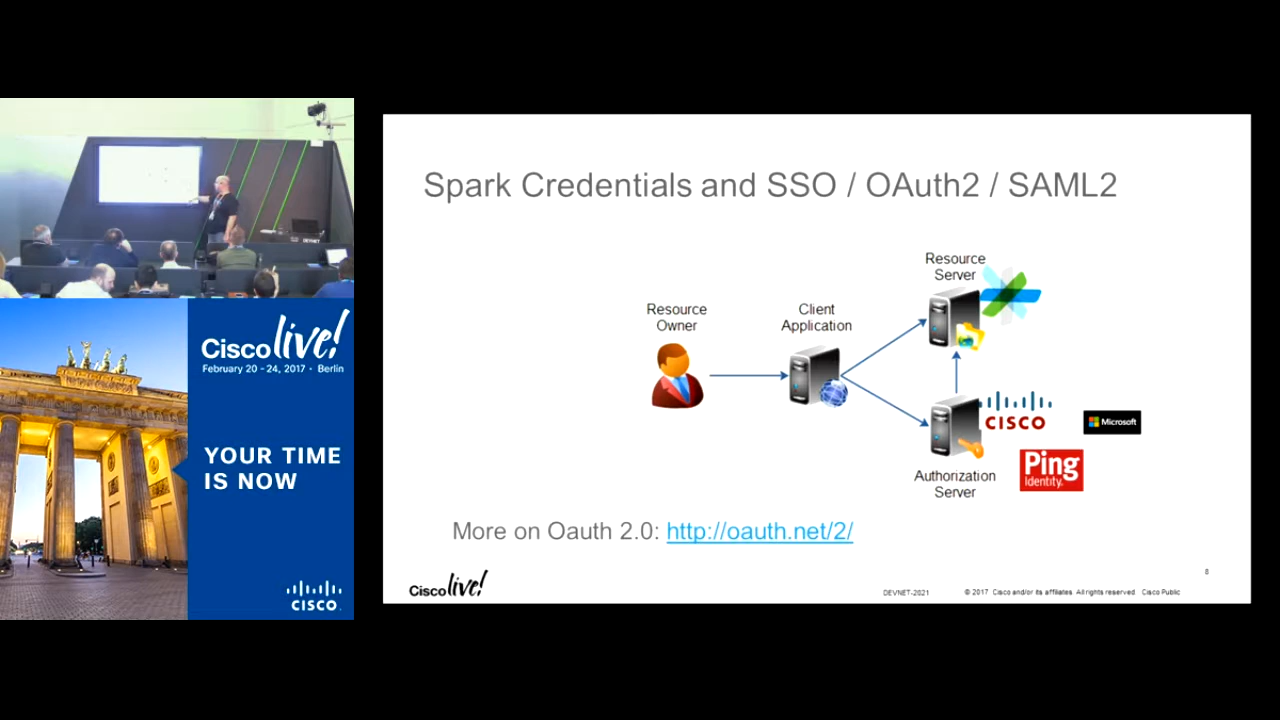 DEVNET
Cisco live!
February 20 - 24, 2017 • Berlin
YOUR TIME
IS NOW
CISCO
Spark Credentials and SSO / OAuth2 / SAML2
Resource
Owner
Client
Application
Resource
Server
CISCO
Microsoft
Ping
Identity.
Authorization
Server
More on Oauth 2.0: http://oauth.net/2/
8
Cisco live!
DEVNET-2021
© 2017 Cisco and/or its affiliates. All rights reserved. Cisco Public